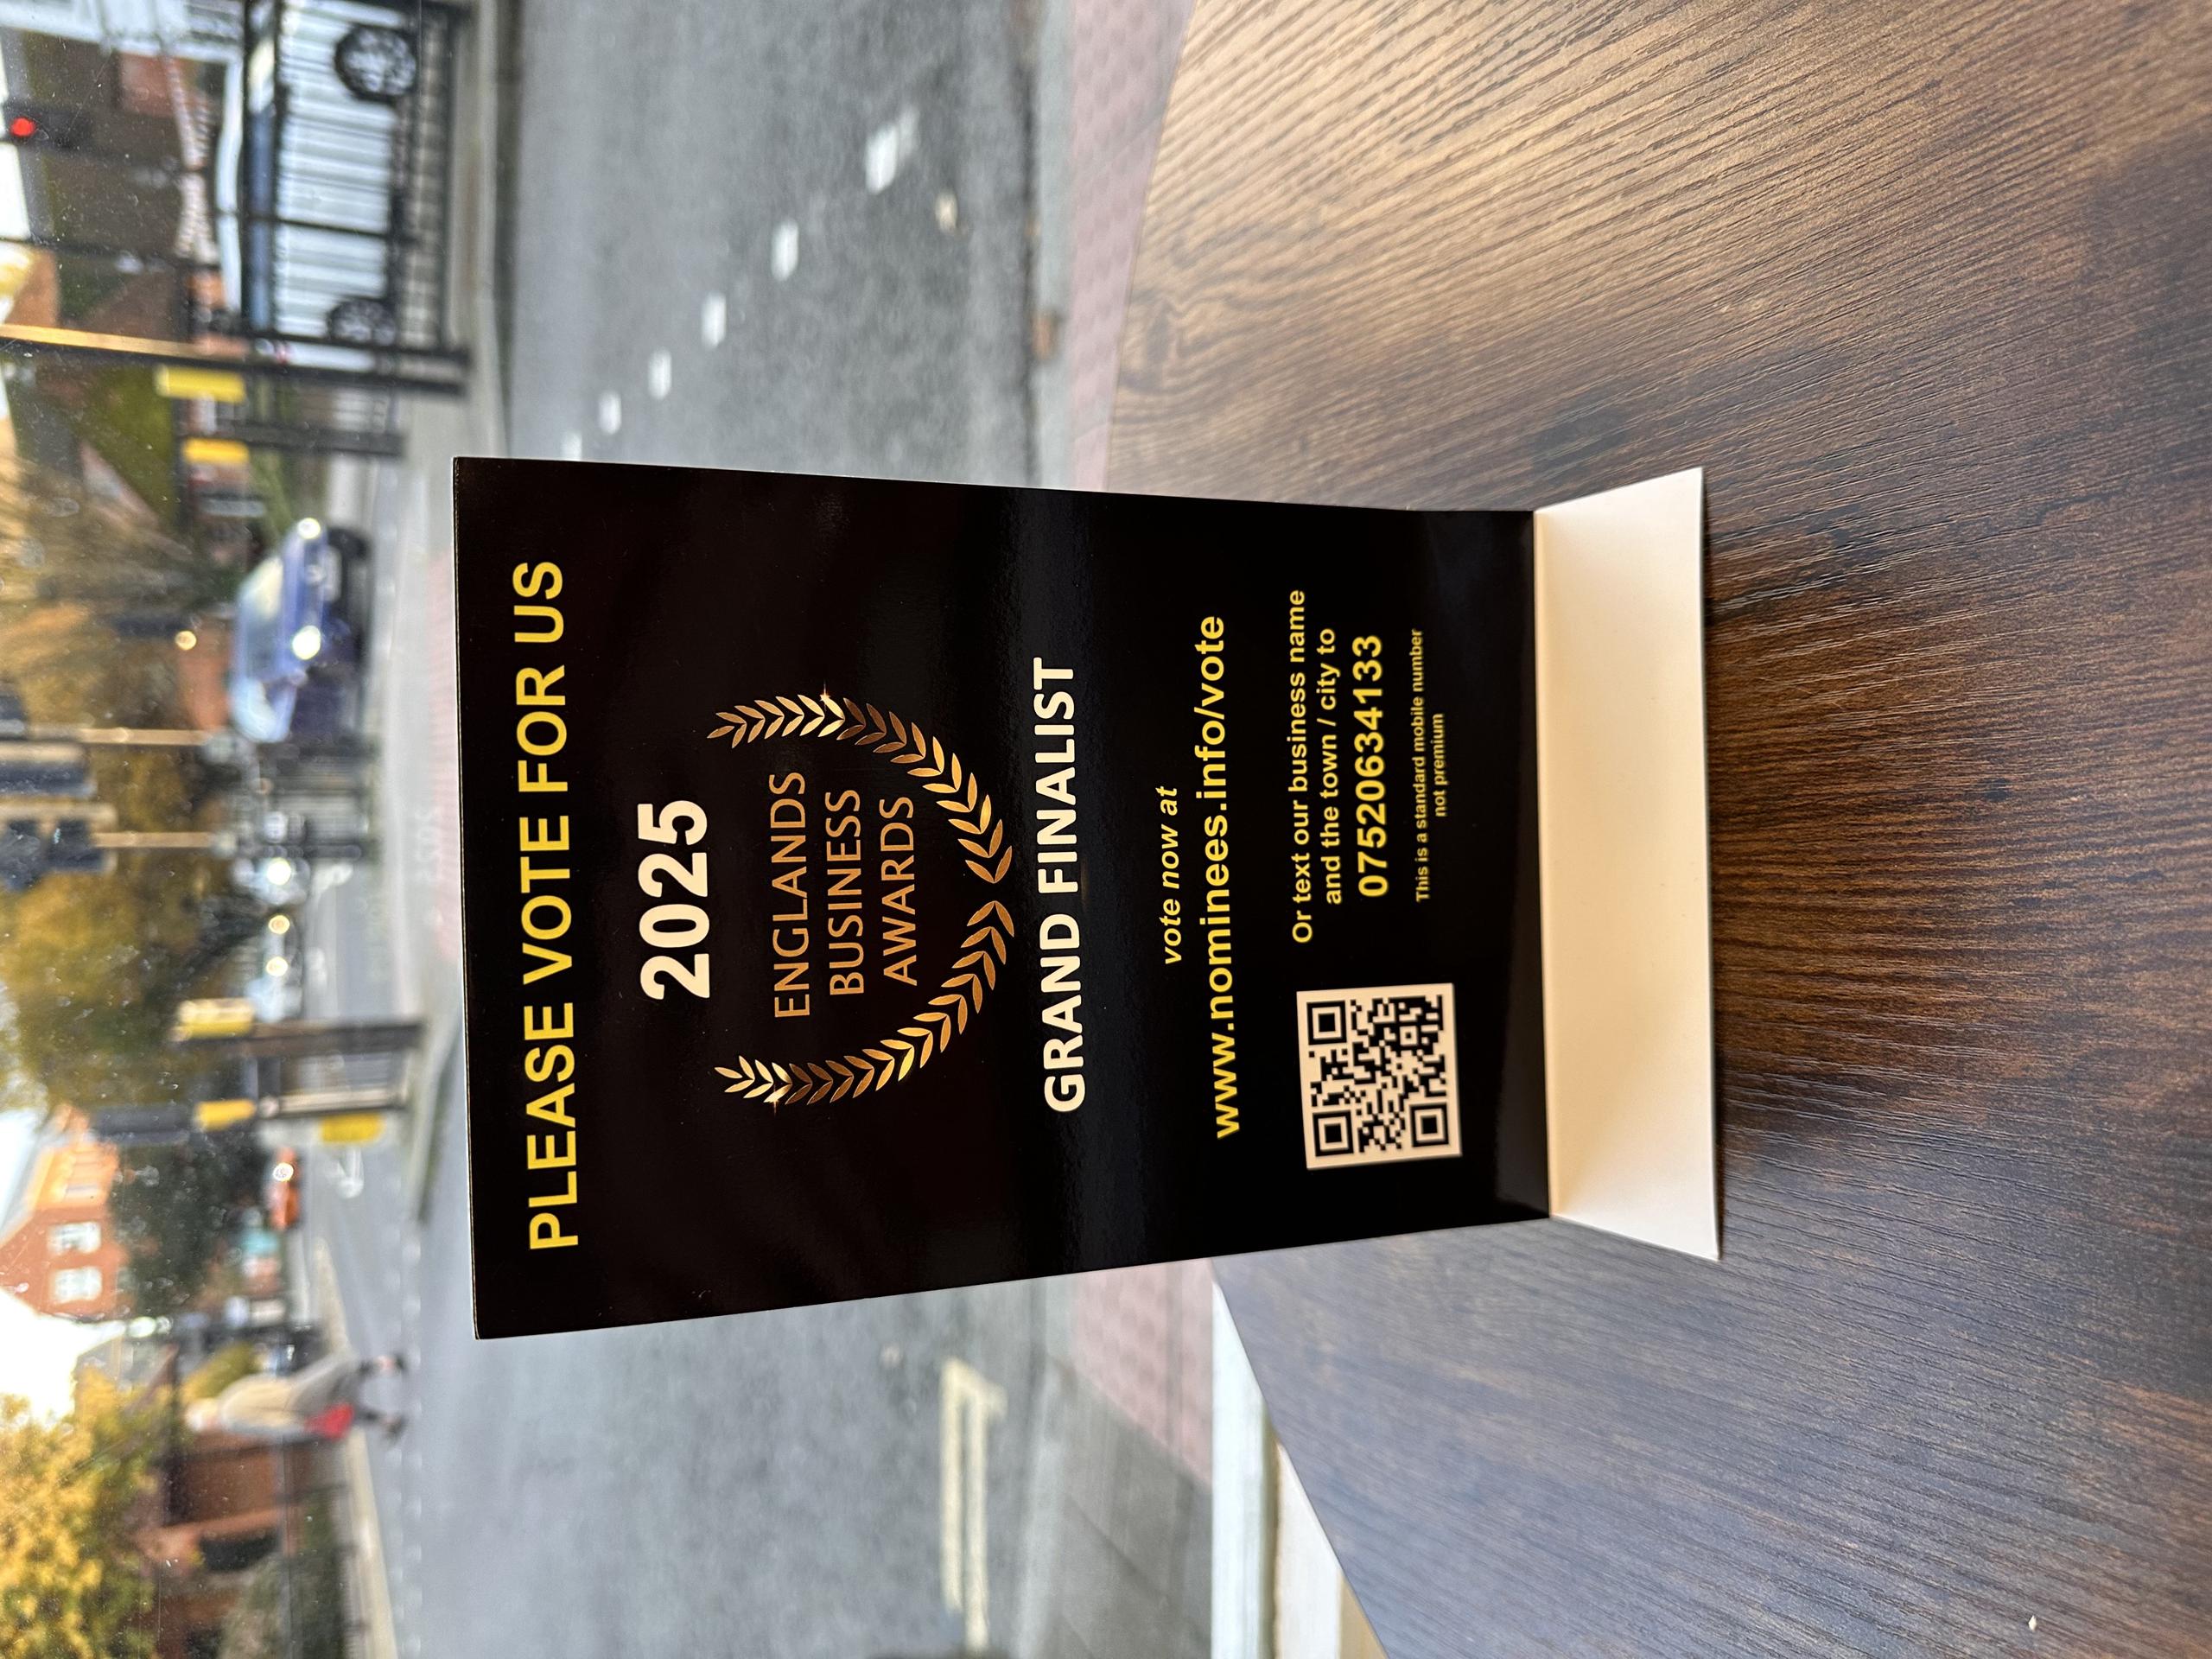 PLEASE VOTE FOR US
2025
ENGLANDS
BUSINESS
AWARDS
GRAND FINALIST
vote now at
www.nominees.info/vote
Or text our business name
and the town / city to
07520634133
This is a standard mobile number
not premium